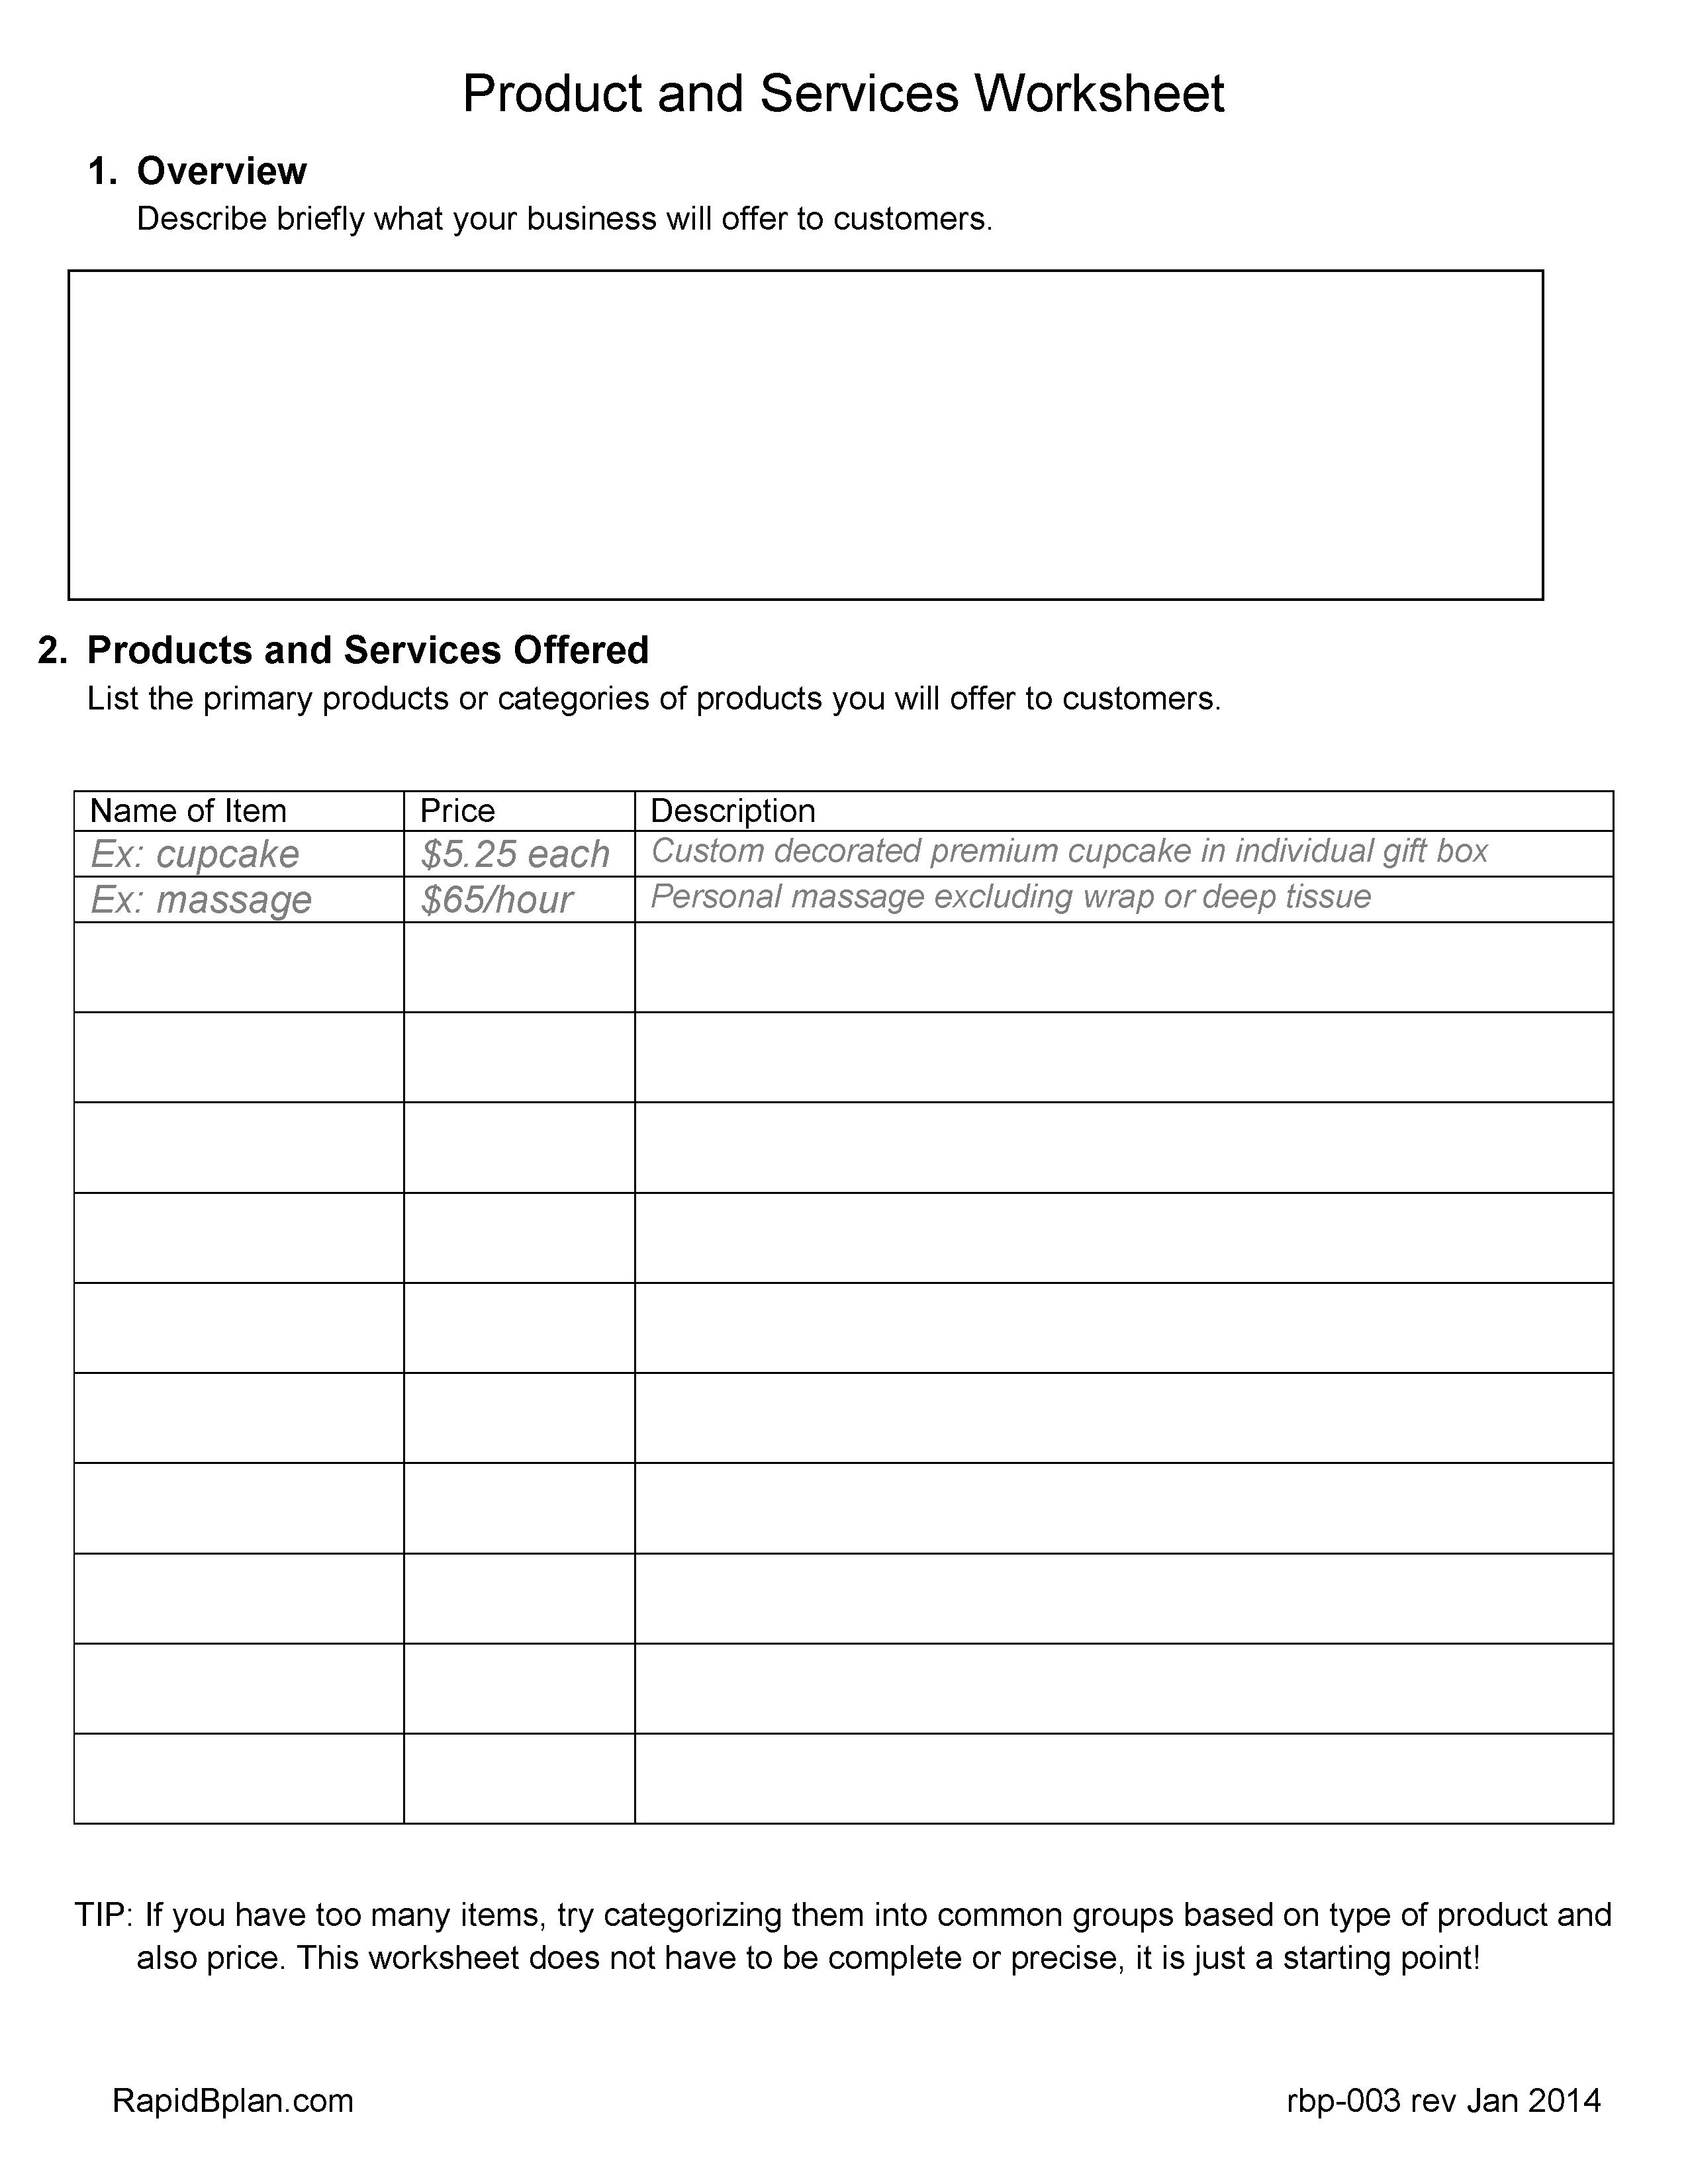 Product and Services Worksheet
1. Overview
Describe briefly what your business will offer to customers.
2. Products and Services Offered
List the primary products or categories of products you will offer to customers.
Name of Item Price Description
Ex: cupcake $5.25 each Custom decorated premium cupcake in individual gift box
Ex: massage $65/hour Personal massage excluding wrap or deep tissue
TIP: If you have too many items, try categorizing them into common groups based on type of product and
also price. This worksheet does not have to be complete or precise, it is just a starting point!
RapidBplan.com rbp-003 rev Jan 2014